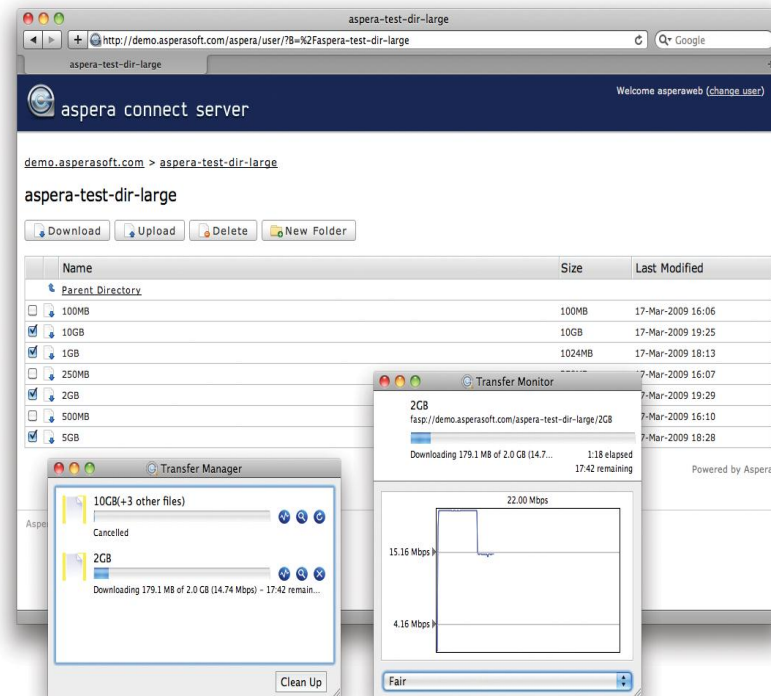 aspera-test-dir-large
http://demo.asperasoft.com/aspera/user/?B=%2Faspera-test-dir-large
Google
aspera-test-dir-large
aspera connect server
Welcome asperaweb (change user)
demo.asperasoft.com > aspera-test-dir-large
aspera-test-dir-large
Download Upload Delete New Folder
Name Size Last Modified
Parent Directory
100MB 100MB 17-Mar-2009 16:06
10GB 10GB 17-Mar-2009 19:25
1GB 1024MB 17-Mar-2009 18:13
250MB 7-Mar-2009 16:07
2GB 7-Mar-2009 19:29
500MB 7-Mar-2009 16:10
5GB 7-Mar-2009 18:28
Powered by Aspera
Aspe
Transfer Manager
10GB(+3 other files)
Cancelled
2GB
Downloading 179.1 MB of 2.0 GB (14.74 Mbps) - 17:42 remain...
Clean Up
Transfer Monitor
2GB
fasp://demo.asperasoft.com/aspera-test-dir-large/2GB
Downloading 179.1 MB of 2.0 GB (14.7... 1:18 elapsed
17:42 remaining
22.00 Mbps
15.16 Mbps
4.16 Mbps
Fair